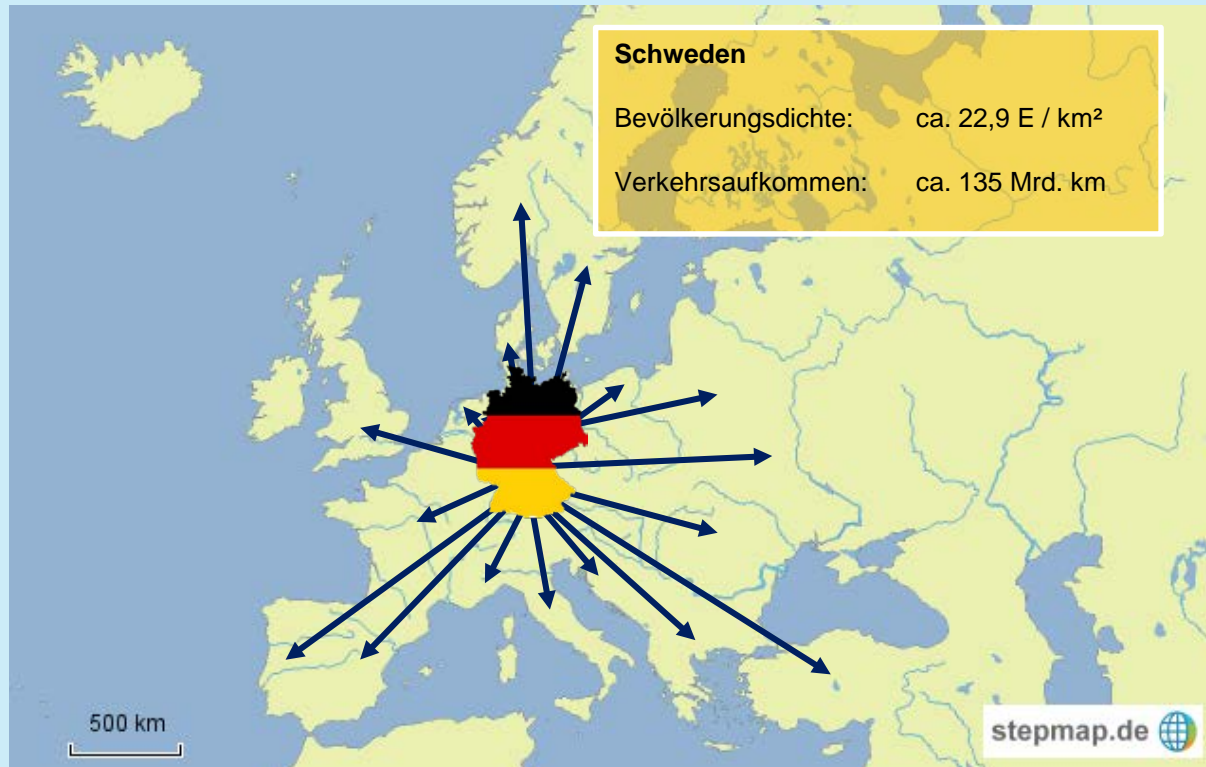 Schweden
Bevölkerungsdichte: ca. 22,9 E / km²
Verkehrsaufkommen: ca. 135 Mrd. km
500 km
stepmap.de